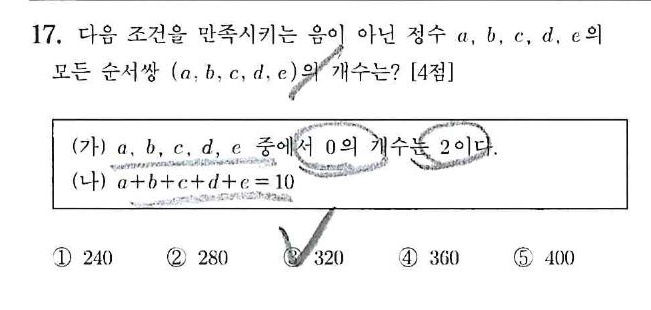 17. 다음 조건을 만족시키는 음이 아닌 정수 a, b, c, d, e의
모든 순서쌍 (a, b, c, d, e)의 개수는? [4점]
(가) a, b, c, d, e 중에서 0의 개수는 2이다.
(나) a+b+c+d+e=10
① 240 ② 280 ③ 320 ④ 360 ⑤ 400